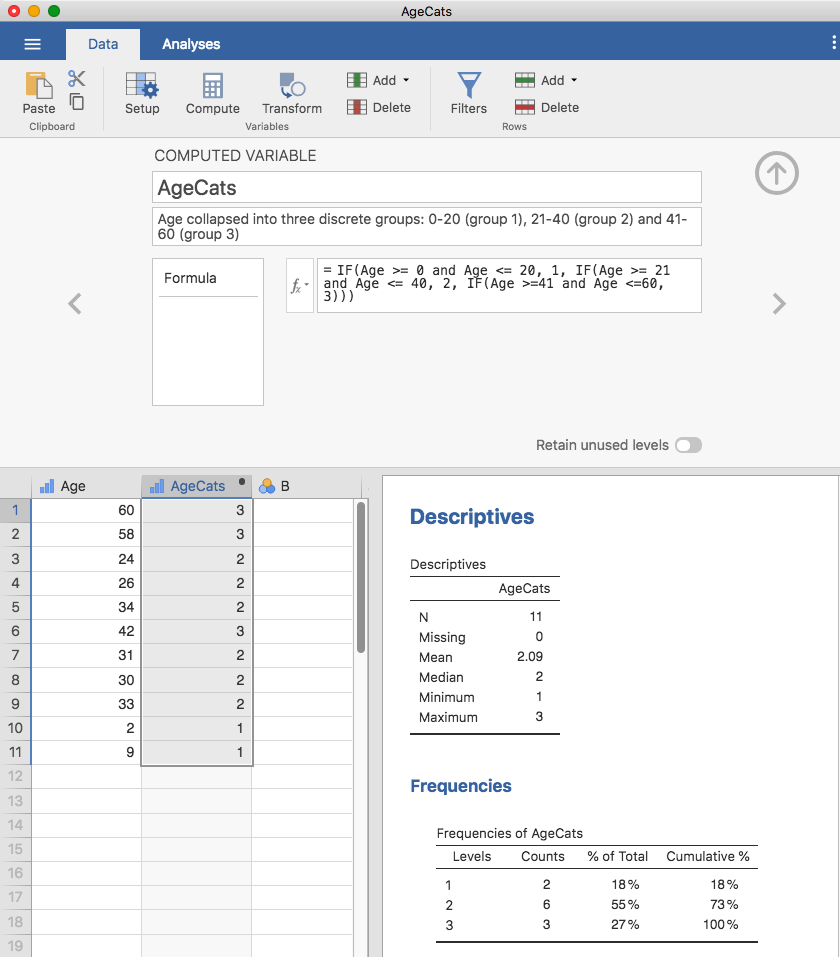 AgeCats
Data Analyses
Paste Setup Compute Transform Add Delete Filters Add Delete
Clipboard Variables Rows
COMPUTED VARIABLE
AgeCats
Age collapsed into three discrete groups: 0-20 (group 1), 21-40 (group 2) and 41-
60 (group 3)
Formula
fx
= IF(Age >= 0 and Age <= 20, 1, IF(Age >= 21
and Age <= 40, 2, IF(Age >=41 and Age <=60,
3)))
Retain unused levels
Age AgeCats B
1 60 3
2 58 3
3 24 2
4 26 2
5 34 2
6 42 3
7 31 2
8 30 2
9 33 2
10 2 1
11 9 1
12
13
14
15
16
17
18
19
Descriptives
Descriptives
AgeCats
N 11
Missing 0
Mean 2.09
Median 2
Minimum 1
Maximum 3
Frequencies
Frequencies of AgeCats
Levels Counts % of Total Cumulative %
1 2 18% 18%
2 6 55% 73%
3 3 27% 100%